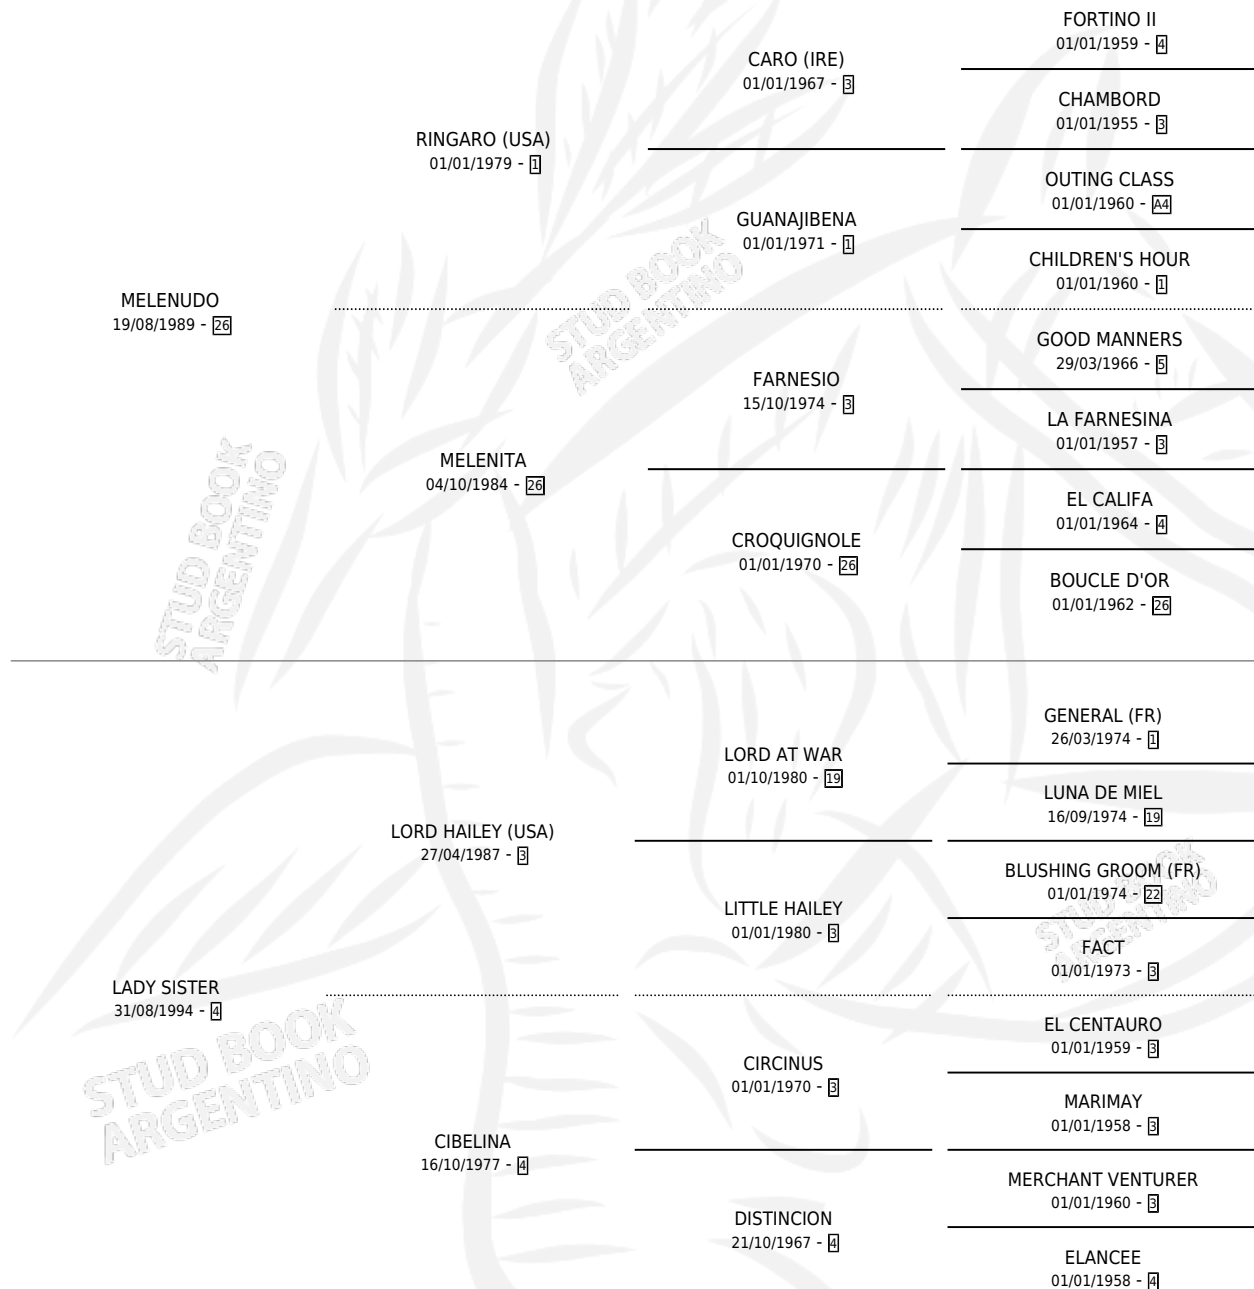 FORTINO II
01/01/1959 - 4
CARO (IRE)
01/01/1967 - 3
CHAMBORD
01/01/1955 - 3
RINGARO (USA)
01/01/1979 - 1
OUTING CLASS
01/01/1960 - A4
GUANAJIBENA
01/01/1971 - 1
CHILDREN'S HOUR
01/01/1960 - 1
MELENUDO
19/08/1989 - 26
GOOD MANNERS
29/03/1966 - 5
FARNESIO
15/10/1974 - 3
LA FARNESINA
01/01/1957 - 3
MELENITA
04/10/1984 - 26
EL CALIFA
01/01/1964 - 4
CROQUIGNOLE
01/01/1970 - 26
BOUCLE D'OR
01/01/1962 - 26
GENERAL (FR)
26/03/1974 - 1
LORD AT WAR
01/10/1980 - 19
LUNA DE MIEL
16/09/1974 - 19
LORD HAILEY (USA)
27/04/1987 - 3
BLUSHING GROOM (FR)
01/01/1974 - 22
LITTLE HAILEY
01/01/1980 - 3
FACT
01/01/1973 - 3
LADY SISTER
31/08/1994 - 4
EL CENTAURO
01/01/1959 - 3
CIRCINUS
01/01/1970 - 3
MARIMAY
01/01/1958 - 3
CIBELINA
16/10/1977 - 4
MERCHANT VENTURER
01/01/1960 - 3
DISTINCION
21/10/1967 - 4
ELANCEE
01/01/1958 - 4
STUD BOOK
ARGENTINO
STUD BOOK
ARGENTINO
STUD BOOK
ARGENTINO
STUD BOOK
ARGENTINO